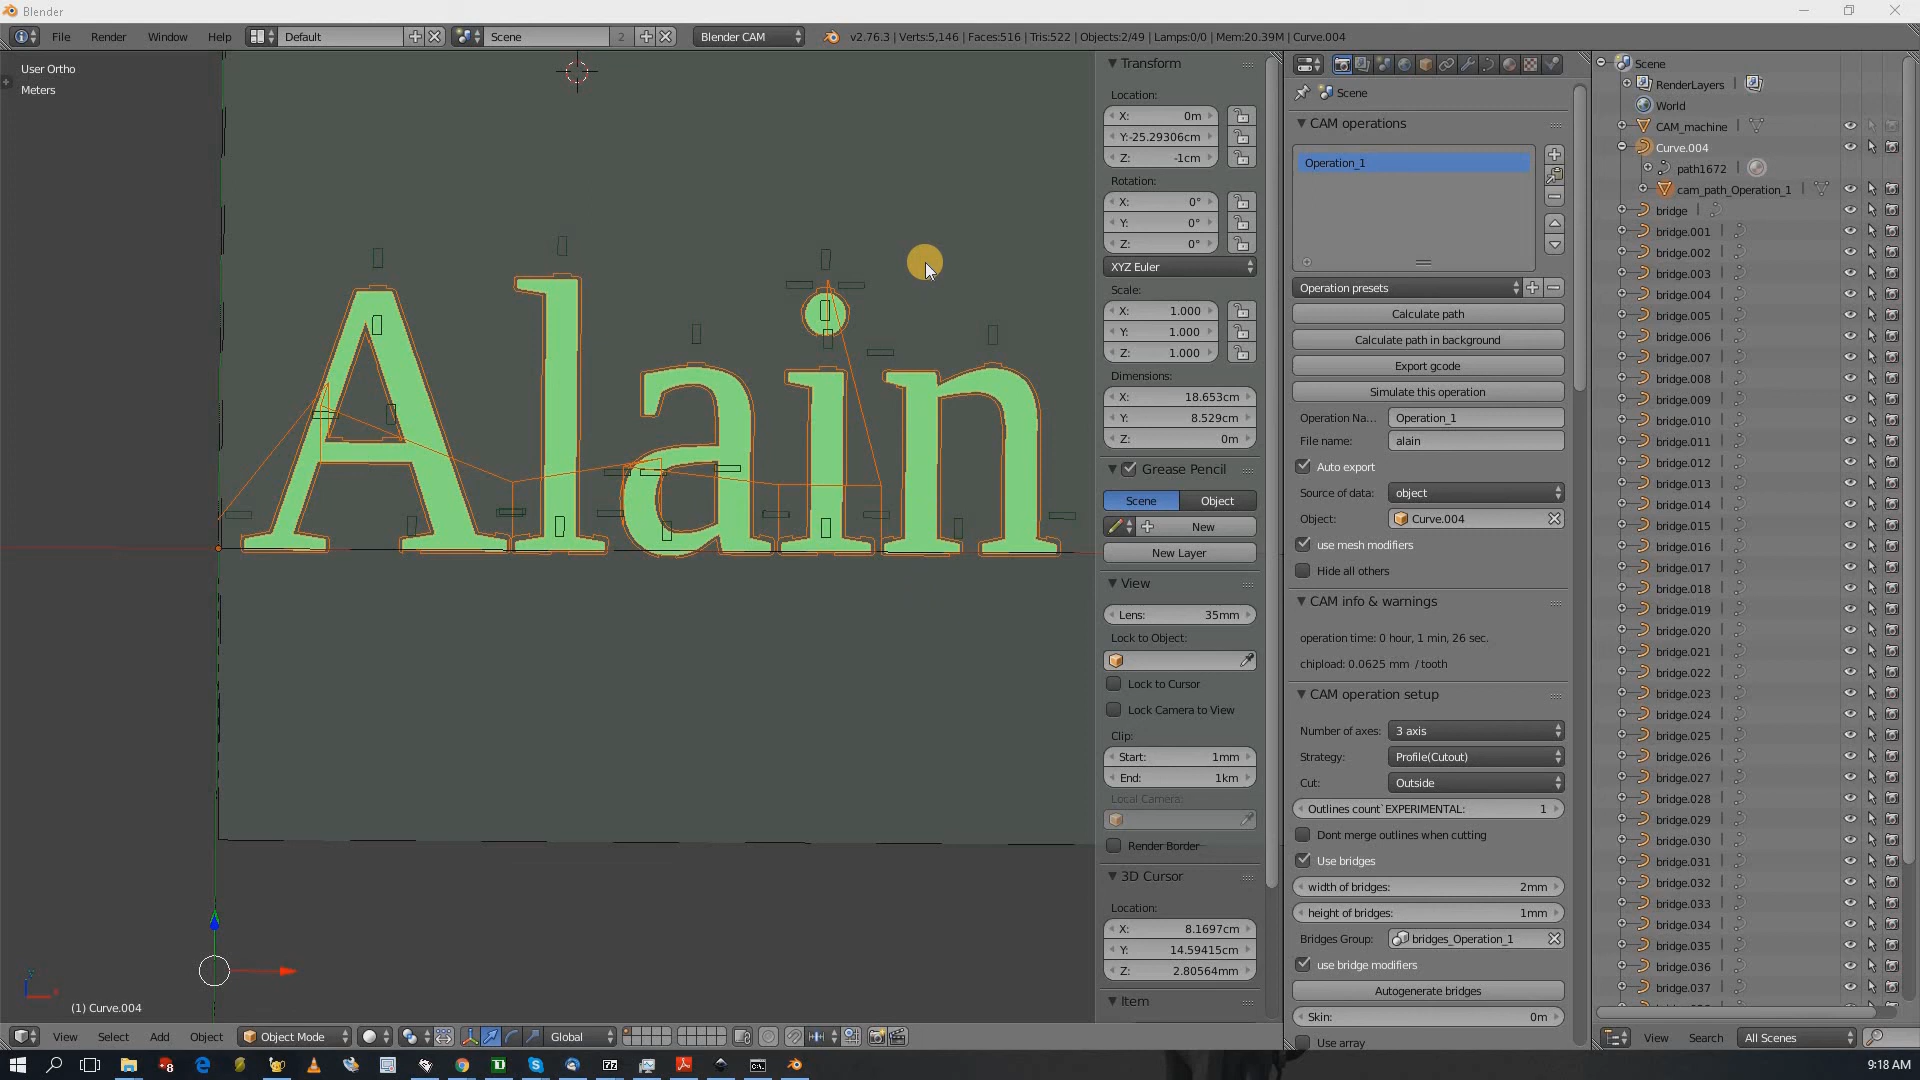 Blender
File Render Window Help Default Scene 2 Blender CAM v2.76.3 | Verts:5,146 | Faces:516 | Tris:522 | Objects:2/49 | Lamps:0/0 | Mem:20.39M | Curve.004
User Ortho
Meters
Alain
(1) Curve.004
View Select Add Object Object Mode Global
Transform
Location:
X: 0m
Y:-25.29306cm
Z: -1cm
Rotation:
X: 0°
Y: 0°
Z: 0°
XYZ Euler
Scale:
X: 1.000
Y: 1.000
Z: 1.000
Dimensions:
X: 18.653cm
Y: 8.529cm
Z: 0m
Grease Pencil
Scene Object
New
New Layer
View
Lens: 35mm
Lock to Object:
Lock to Cursor
Lock Camera to View
Clip:
Start: 1mm
End: 1km
Local Camera:
Render Border
3D Cursor
Location:
X: 8.1697cm
Y: 14.59415cm
Z: 2.80564mm
Item
Scene
CAM operations
Operation_1
Operation presets
Calculate path
Calculate path in background
Export gcode
Simulate this operation
Operation Na... Operation_1
File name: alain
Auto export
Source of data: object
Object: Curve.004
use mesh modifiers
Hide all others
CAM info & warnings
operation time: 0 hour, 1 min, 26 sec.
chipload: 0.0625 mm / tooth
CAM operation setup
Number of axes: 3 axis
Strategy: Profile(Cutout)
Cut: Outside
Outlines count`EXPERIMENTAL: 1
Dont merge outlines when cutting
Use bridges
width of bridges: 2mm
height of bridges: 1mm
Bridges Group: bridges_Operation_1
use bridge modifiers
Autogenerate bridges
Skin: 0m
Use array
Scene
RenderLayers
World
CAM_machine
Curve.004
path1672
cam_path_Operation_1
bridge
bridge.001
bridge.002
bridge.003
bridge.004
bridge.005
bridge.006
bridge.007
bridge.008
bridge.009
bridge.010
bridge.011
bridge.012
bridge.013
bridge.014
bridge.015
bridge.016
bridge.017
bridge.018
bridge.019
bridge.020
bridge.021
bridge.022
bridge.023
bridge.024
bridge.025
bridge.026
bridge.027
bridge.028
bridge.029
bridge.030
bridge.031
bridge.032
bridge.033
bridge.034
bridge.035
bridge.036
bridge.037
View Search All Scenes
9:18 AM